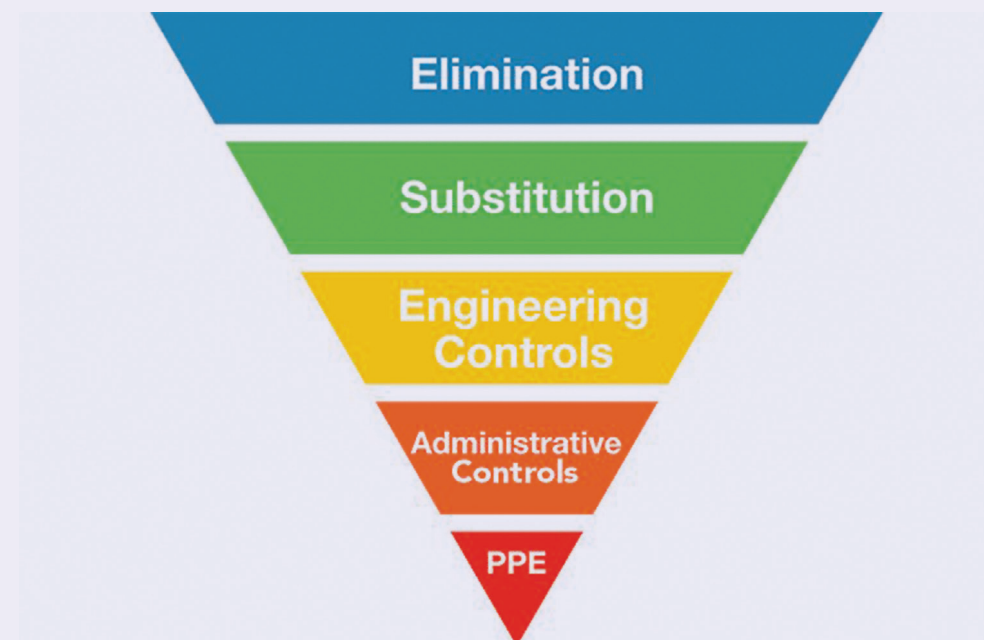 Elimination
Substitution
Engineering
Controls
Administrative
Controls
PPE